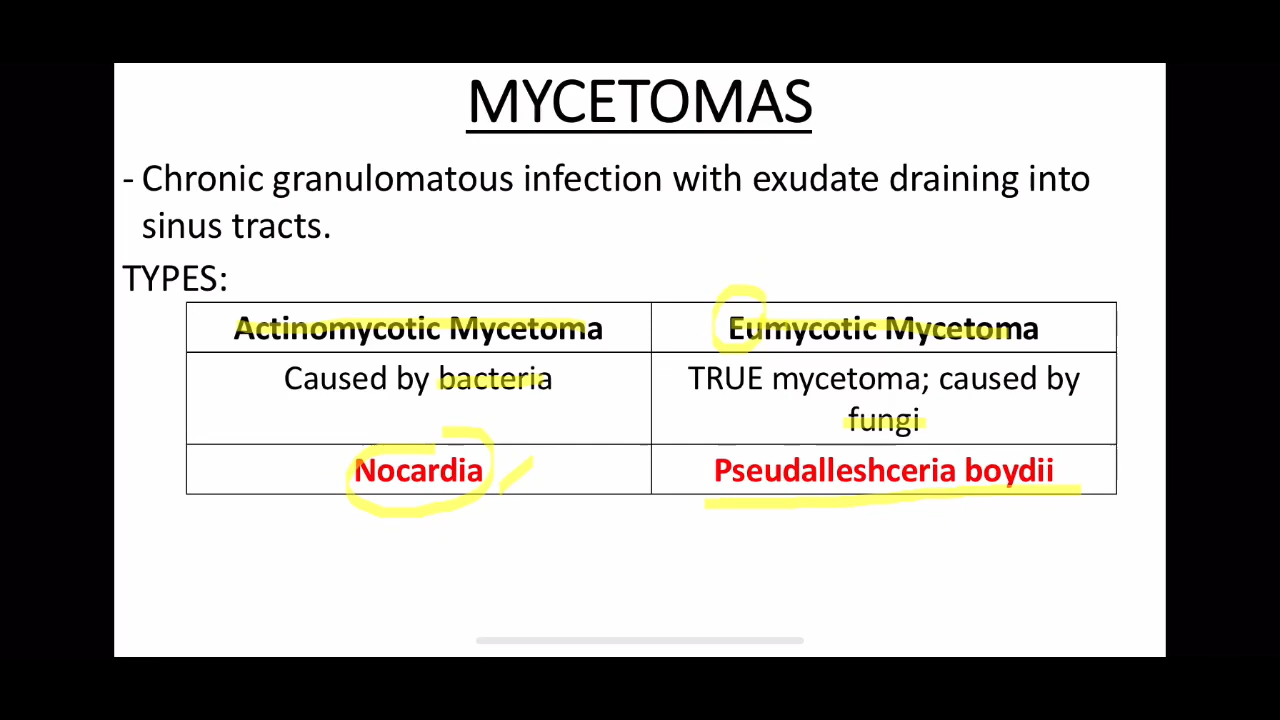 MYCETOMAS
- Chronic granulomatous infection with exudate draining into
sinus tracts.
TYPES:
Actinomycotic Mycetoma
Eumycotic Mycetoma
Caused by bacteria
TRUE mycetoma; caused by
fungi
Nocardia
Pseudalleshceria boydii